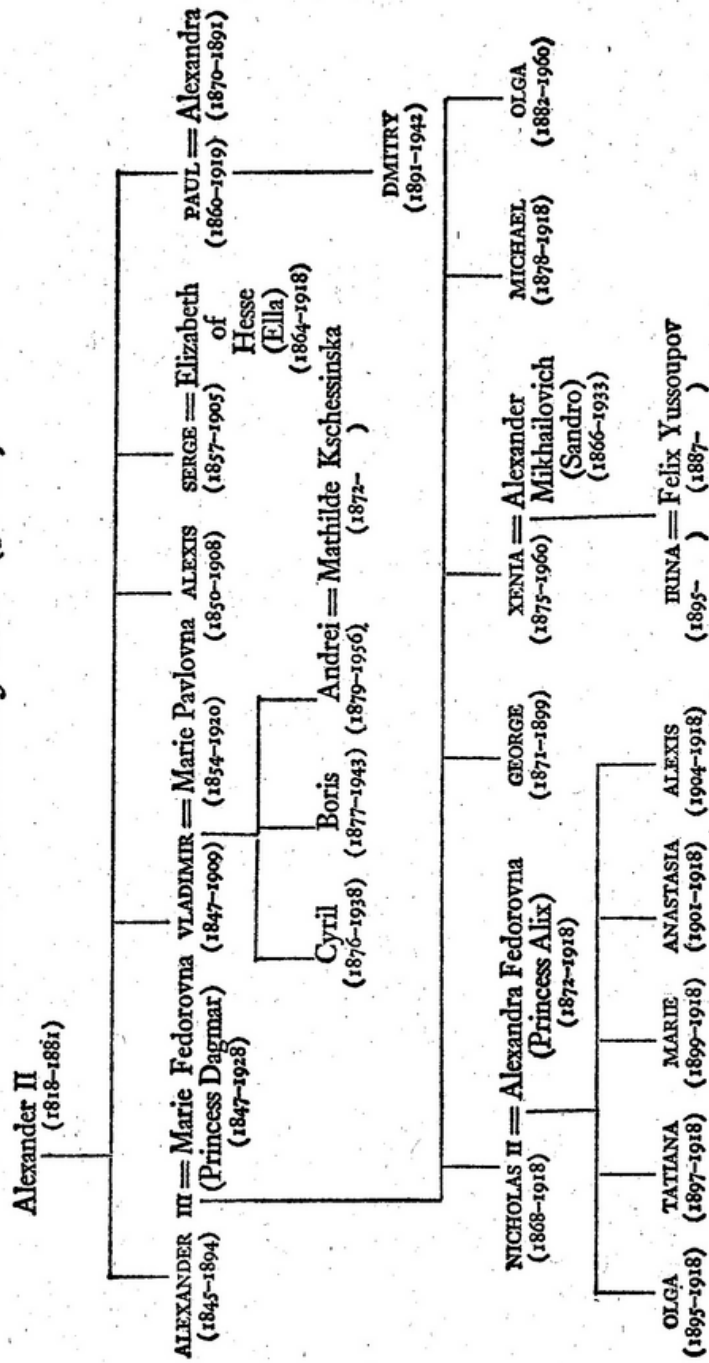 Alexander II
(1818–1881)
ALEXANDER III = Marie Fedorovna
(1845–1894) (Princess Dagmar)
(1847–1928)
VLADIMIR = Marie Pavlovna
(1847–1909) (1854–1920)
ALEXIS
(1850–1908)
SERGE = Elizabeth
(1857–1905) of
Hesse
(Ella)
(1864–1918)
PAUL = Alexandra
(1860–1919) (1870–1891)
Cyril
(1876–1938)
Boris
(1877–1943)
Andrei = Mathilde Kschessinska
(1879–1956) (1872– )
DMITRY
(1891–1942)
NICHOLAS II = Alexandra Fedorovna
(1868–1918) (Princess Alix)
(1872–1918)
GEORGE
(1871–1899)
XENIA = Alexander
(1875–1960) Mikhailovich
(Sandro)
(1866–1933)
MICHAEL
(1878–1918)
OLGA
(1882–1960)
OLGA
(1895–1918)
TATIANA
(1897–1918)
MARIE
(1899–1918)
ANASTASIA
(1901–1918)
ALEXIS
(1904–1918)
IRINA = Felix Yussoupov
(1895– ) (1887– )